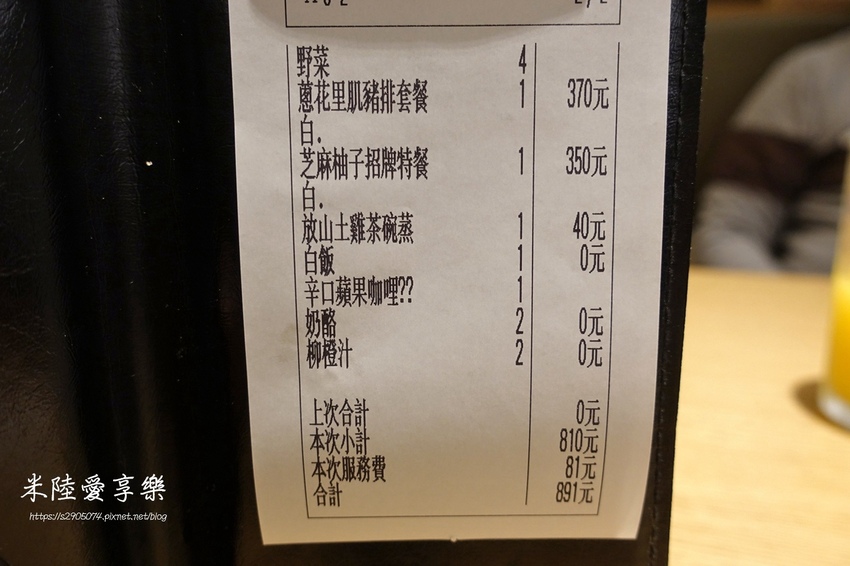 野菜 4
蔥花里肌豬排套餐 1 370元
白.
芝麻柚子招牌特餐 1 350元
白.
放山土雞茶碗蒸 1 40元
白飯 1 0元
辛口蘋果咖哩?? 1
奶酪 2 0元
柳橙汁 2 0元
上次合計 0元
本次小計 810元
本次服務費 81元
合計 891元
米陸愛享樂
https://s2905074.pixnet.net/blog